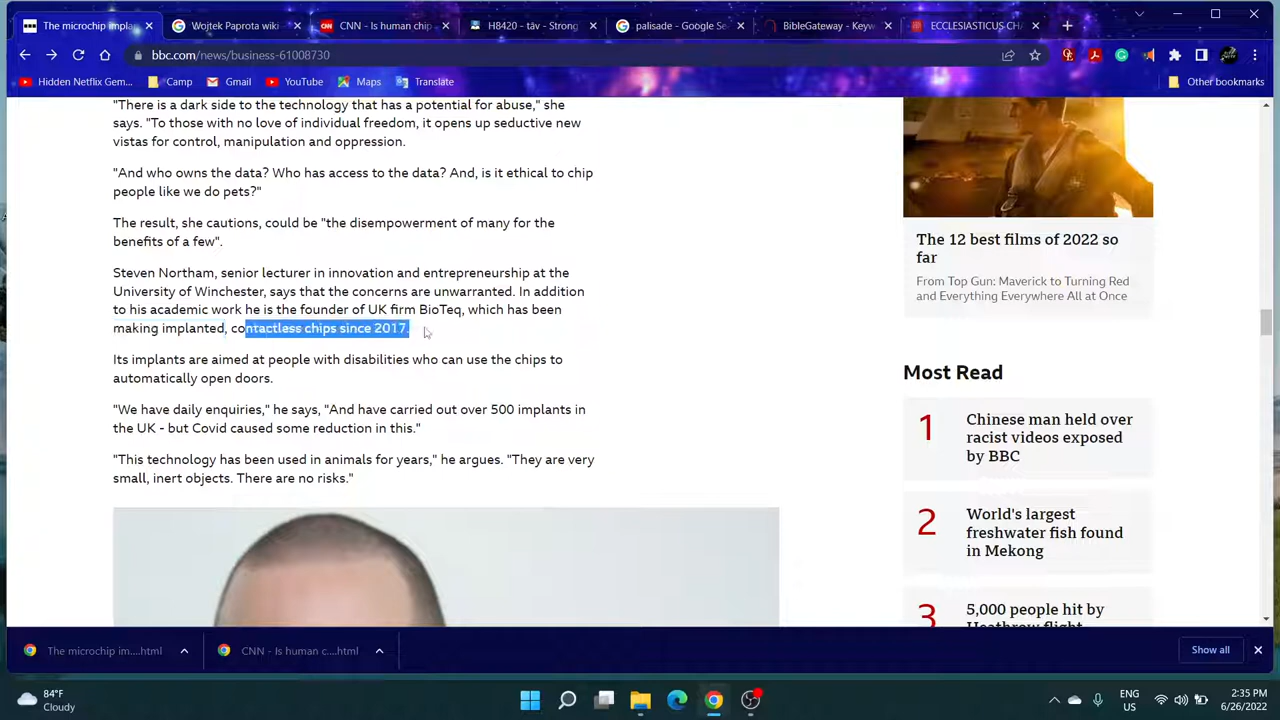 The microchip impla
Wojtek Paprota wiki
CNN - Is human chip
H8420 - tāv - Strong
palisade - Google Se
BibleGateway - Keyw
ECCLESIASTICUS CHA
bbc.com/news/business-61008730
Hidden Netflix Gem...
Camp
Gmail
YouTube
Maps
Translate
Other bookmarks
"There is a dark side to the technology that has a potential for abuse," she
says. "To those with no love of individual freedom, it opens up seductive new
vistas for control, manipulation and oppression.
"And who owns the data? Who has access to the data? And, is it ethical to chip
people like we do pets?"
The result, she cautions, could be "the disempowerment of many for the
benefits of a few".
Steven Northam, senior lecturer in innovation and entrepreneurship at the
University of Winchester, says that the concerns are unwarranted. In addition
to his academic work he is the founder of UK firm BioTeq, which has been
making implanted, contactless chips since 2017.
Its implants are aimed at people with disabilities who can use the chips to
automatically open doors.
"We have daily enquiries," he says, "And have carried out over 500 implants in
the UK - but Covid caused some reduction in this."
"This technology has been used in animals for years," he argues. "They are very
small, inert objects. There are no risks."
The 12 best films of 2022 so
far
From Top Gun: Maverick to Turning Red
and Everything Everywhere All at Once
Most Read
1
Chinese man held over
racist videos exposed
by BBC
2
World's largest
freshwater fish found
in Mekong
3
5,000 people hit by
Heathrow flight
The microchip im....html
CNN - Is human c....html
Show all
84°F
Cloudy
ENG
US
2:35 PM
6/26/2022